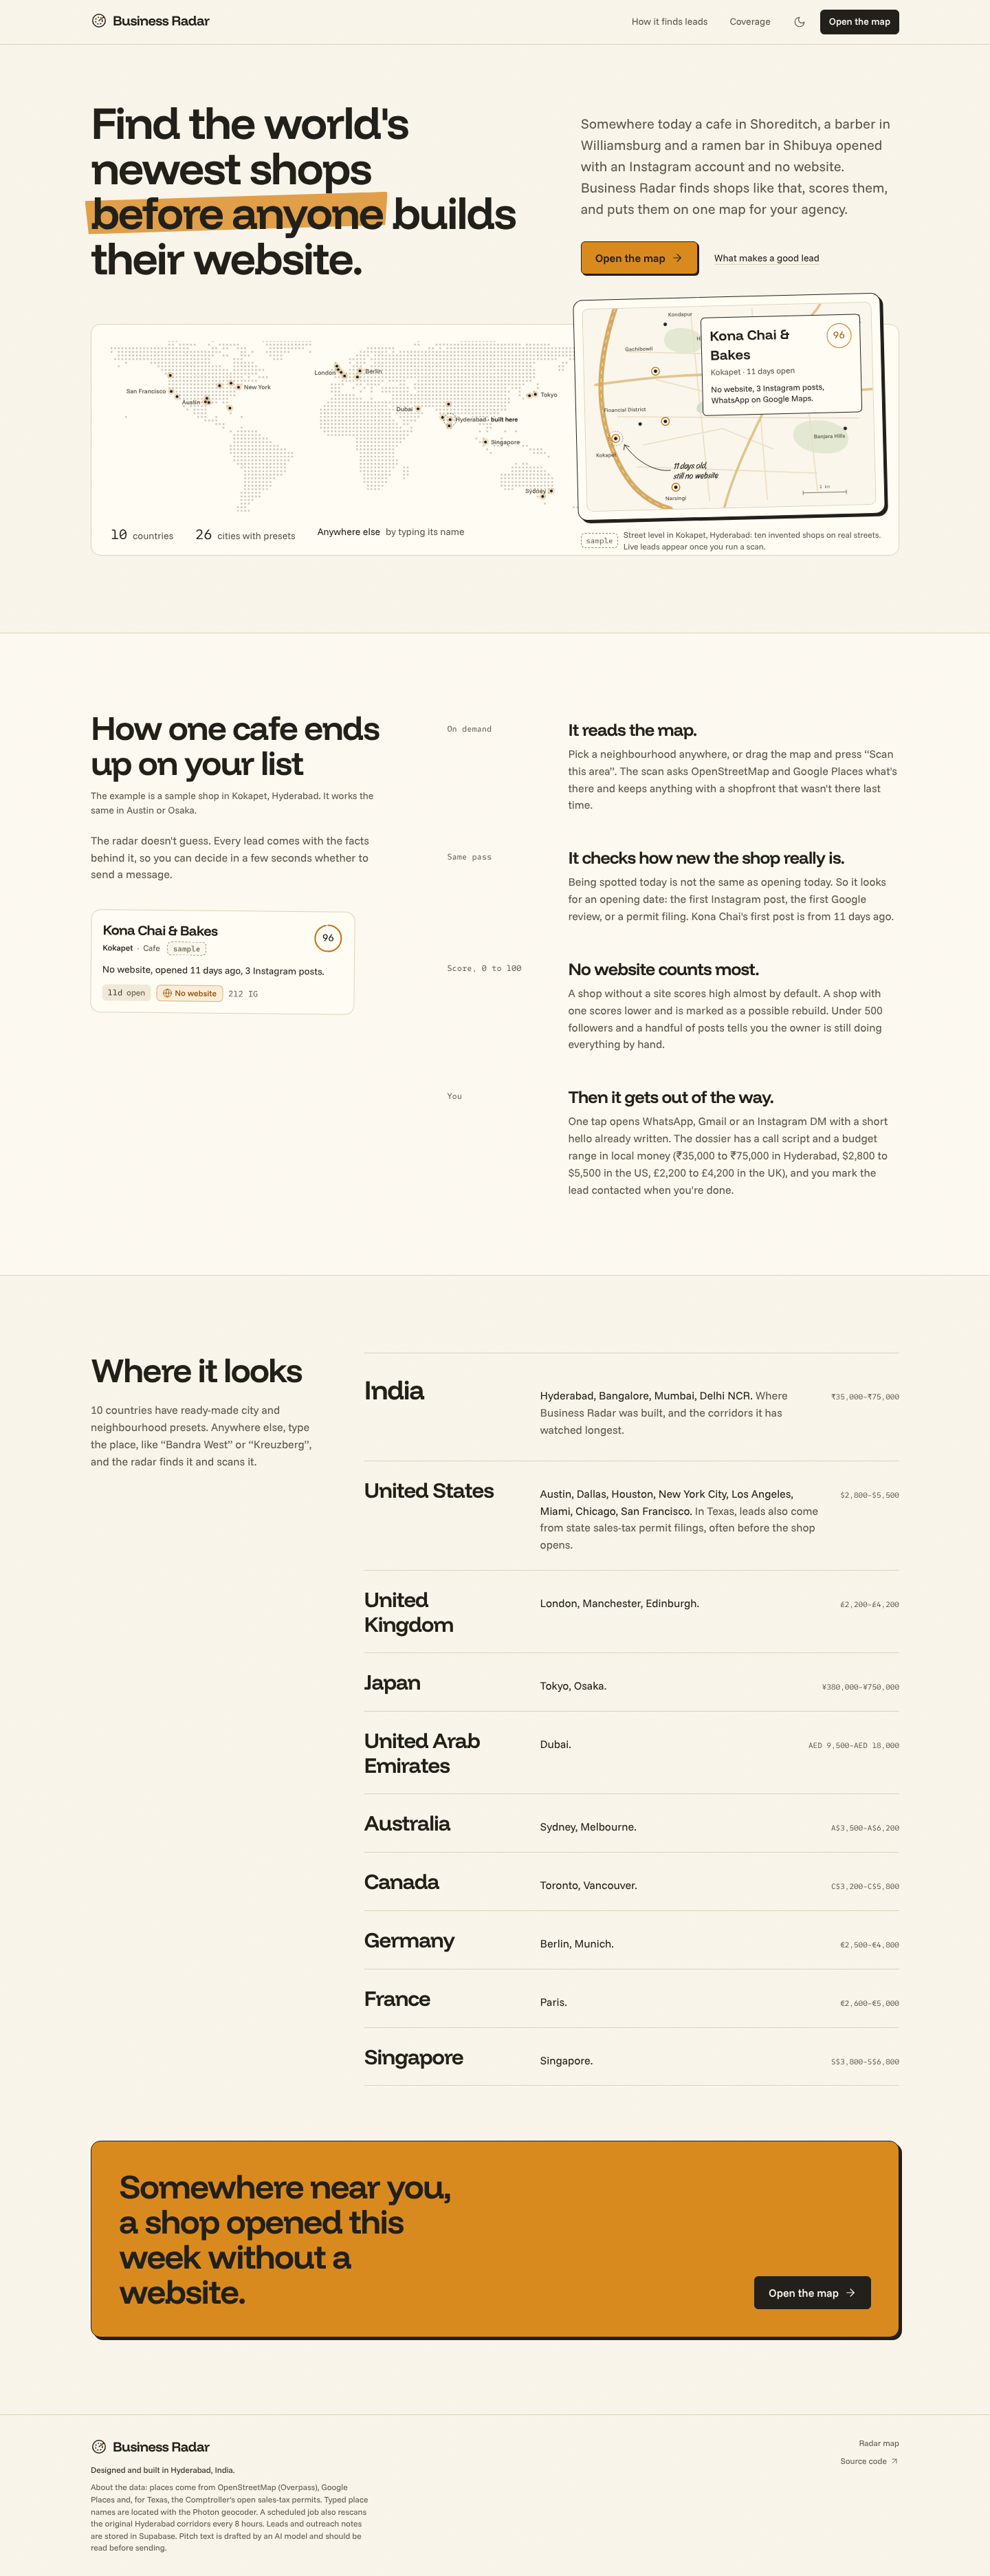 Business Radar
How it finds leads
Coverage
Open the map
Find the world's
newest shops
before anyone builds
their website.
Somewhere today a cafe in Shoreditch, a barber in
Williamsburg and a ramen bar in Shibuya opened
with an Instagram account and no website.
Business Radar finds shops like that, scores them,
and puts them on one map for your agency.
Open the map
What makes a good lead
San Francisco
Austin
New York
London
Berlin
Dubai
Hyderabad · built here
Singapore
Tokyo
Sydney
10 countries
26 cities with presets
Anywhere else by typing its name
Kondapur
Gachibowli
Financial District
Kokapet
Narsingi
Banjara Hills
Kona Chai &
Bakes
96
Kokapet · 11 days open
No website, 3 Instagram posts,
WhatsApp on Google Maps.
11 days old,
still no website
1 km
sample
Street level in Kokapet, Hyderabad: ten invented shops on real streets.
Live leads appear once you run a scan.
How one cafe ends
up on your list
The example is a sample shop in Kokapet, Hyderabad. It works the
same in Austin or Osaka.
The radar doesn't guess. Every lead comes with the facts
behind it, so you can decide in a few seconds whether to
send a message.
Kona Chai & Bakes
96
Kokapet · Cafe sample
No website, opened 11 days ago, 3 Instagram posts.
11d open
No website
212 IG
On demand
It reads the map.
Pick a neighbourhood anywhere, or drag the map and press “Scan
this area”. The scan asks OpenStreetMap and Google Places what's
there and keeps anything with a shopfront that wasn't there last
time.
Same pass
It checks how new the shop really is.
Being spotted today is not the same as opening today. So it looks
for an opening date: the first Instagram post, the first Google
review, or a permit filing. Kona Chai's first post is from 11 days ago.
Score, 0 to 100
No website counts most.
A shop without a site scores high almost by default. A shop with
one scores lower and is marked as a possible rebuild. Under 500
followers and a handful of posts tells you the owner is still doing
everything by hand.
You
Then it gets out of the way.
One tap opens WhatsApp, Gmail or an Instagram DM with a short
hello already written. The dossier has a call script and a budget
range in local money (₹35,000 to ₹75,000 in Hyderabad, $2,800 to
$5,500 in the US, £2,200 to £4,200 in the UK), and you mark the
lead contacted when you're done.
Where it looks
10 countries have ready-made city and
neighbourhood presets. Anywhere else, type
the place, like “Bandra West” or “Kreuzberg”,
and the radar finds it and scans it.
India
Hyderabad, Bangalore, Mumbai, Delhi NCR. Where
Business Radar was built, and the corridors it has
watched longest.
₹35,000–₹75,000
United States
Austin, Dallas, Houston, New York City, Los Angeles,
Miami, Chicago, San Francisco. In Texas, leads also come
from state sales-tax permit filings, often before the shop
opens.
$2,800–$5,500
United
Kingdom
London, Manchester, Edinburgh.
£2,200–£4,200
Japan
Tokyo, Osaka.
¥380,000–¥750,000
United Arab
Emirates
Dubai.
AED 9,500–AED 18,000
Australia
Sydney, Melbourne.
A$3,500–A$6,200
Canada
Toronto, Vancouver.
C$3,200–C$5,800
Germany
Berlin, Munich.
€2,500–€4,800
France
Paris.
€2,600–€5,000
Singapore
Singapore.
S$3,800–S$6,800
Somewhere near you,
a shop opened this
week without a
website.
Open the map
Business Radar
Designed and built in Hyderabad, India.
About the data: places come from OpenStreetMap (Overpass), Google
Places and, for Texas, the Comptroller's open sales-tax permits. Typed place
names are located with the Photon geocoder. A scheduled job also rescans
the original Hyderabad corridors every 8 hours. Leads and outreach notes
are stored in Supabase. Pitch text is drafted by an AI model and should be
read before sending.
Radar map
Source code